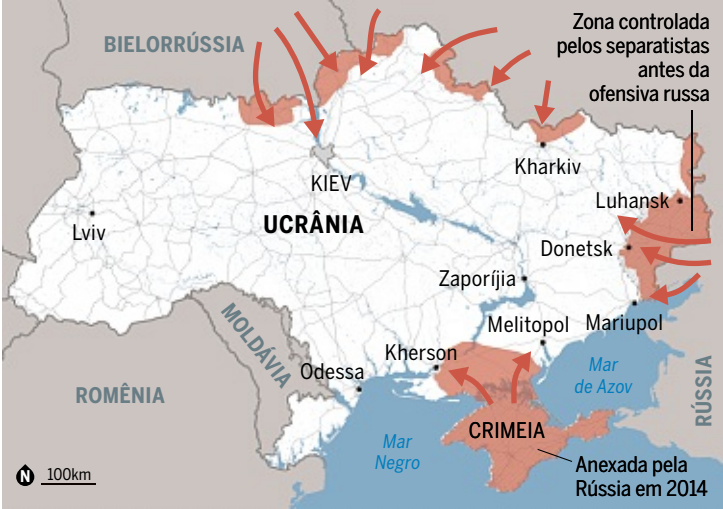 Zona controlada
pelos separatistas
antes da
ofensiva russa
BIELORRÚSSIA
Kharkiv
KIEV
Luhansk
Lviv
UCRÂNIA
Donetsk
Zaporíjia
MOLDÁVIA
Melitopol
Mariupol
Kherson
Odessa
Mar
de Azov
ROMÊNIA
RÚSSIA
CRIMEIA
Mar
Negro
Anexada pela
Rússia em 2014
N
100km